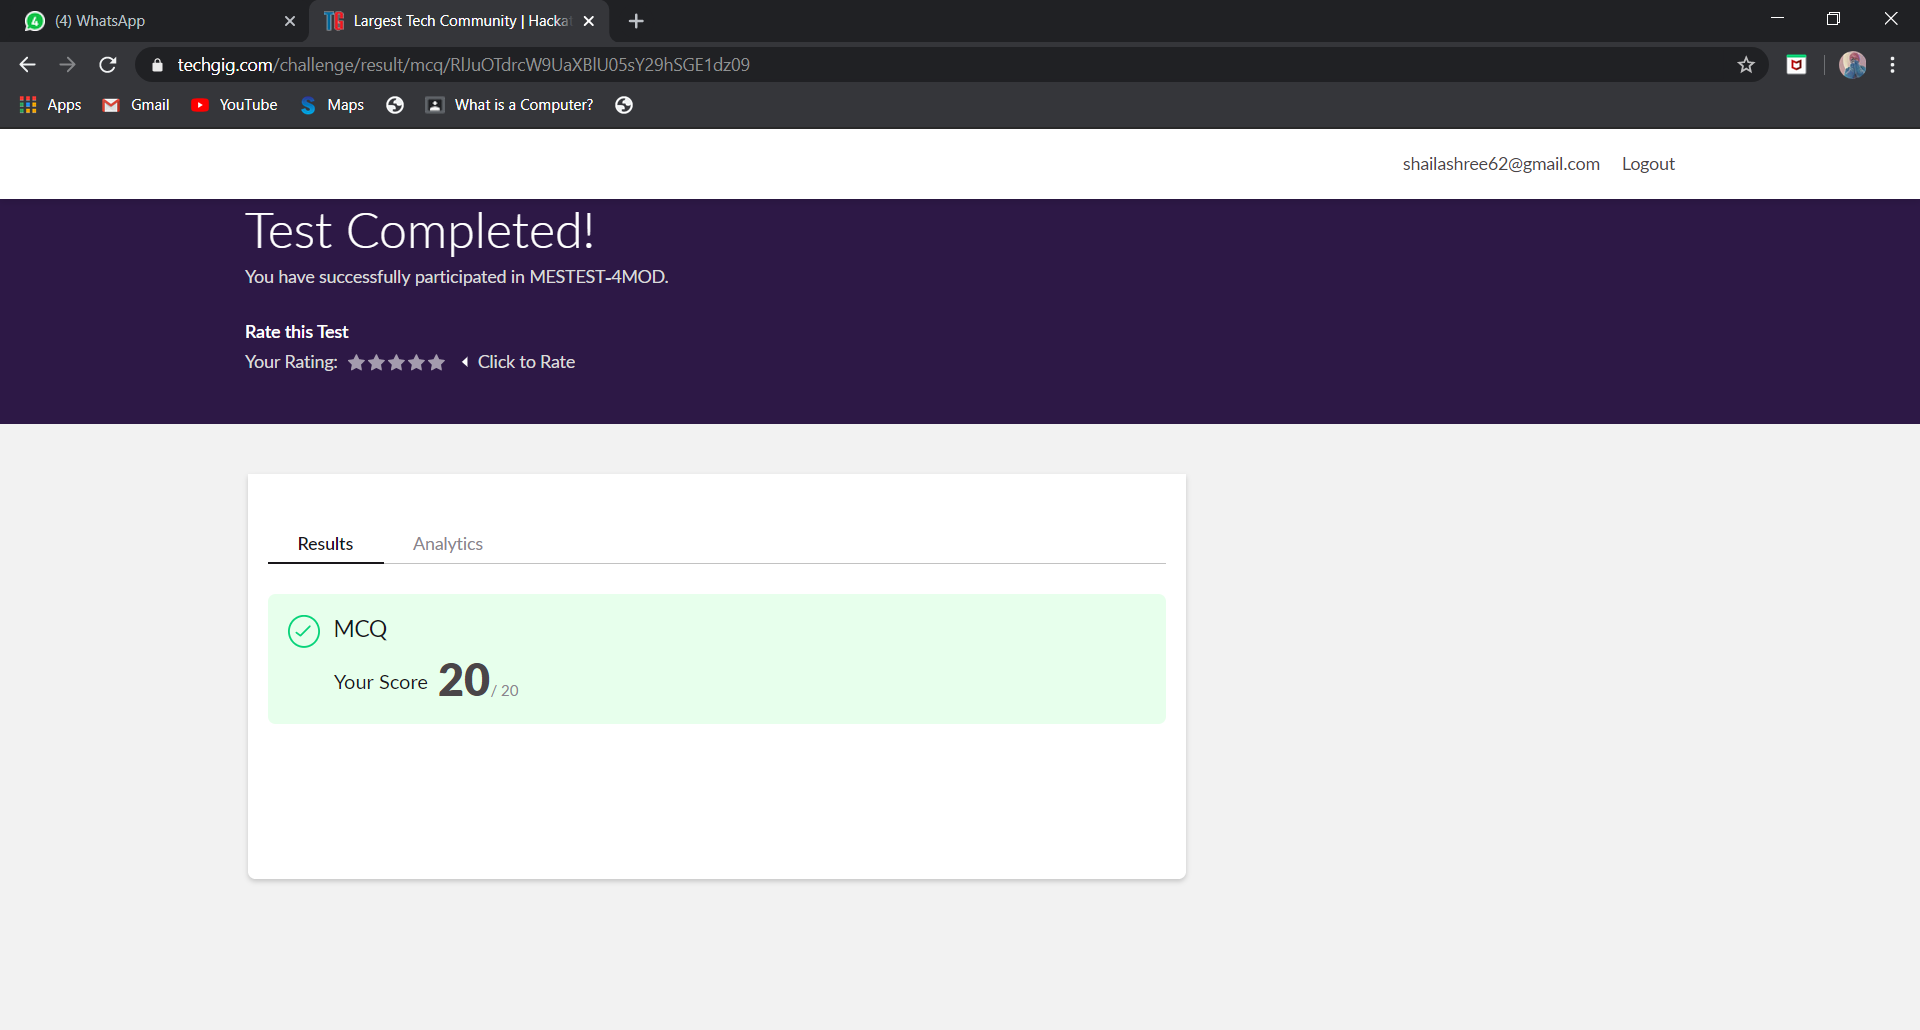 (4) WhatsApp
Largest Tech Community | Hacka
techgig.com/challenge/result/mcq/RlJuOTdrcW9UaXBlU05sY29hSGE1dz09
Apps Gmail YouTube Maps What is a Computer?
shailashree62@gmail.com Logout
Test Completed!
You have successfully participated in MESTEST-4MOD.
Rate this Test
Your Rating: Click to Rate
Results Analytics
MCQ
Your Score 20 / 20